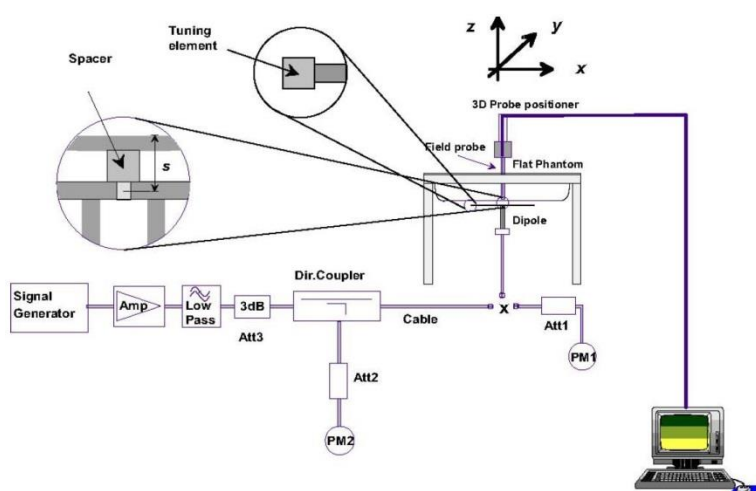 Tuning
element
Spacer
s
z
y
x
3D Probe positioner
Field probe
Flat Phantom
Dipole
Signal
Generator
Amp
Low
Pass
3dB
Att3
Dir.Coupler
Cable
x
Att1
PM1
Att2
PM2